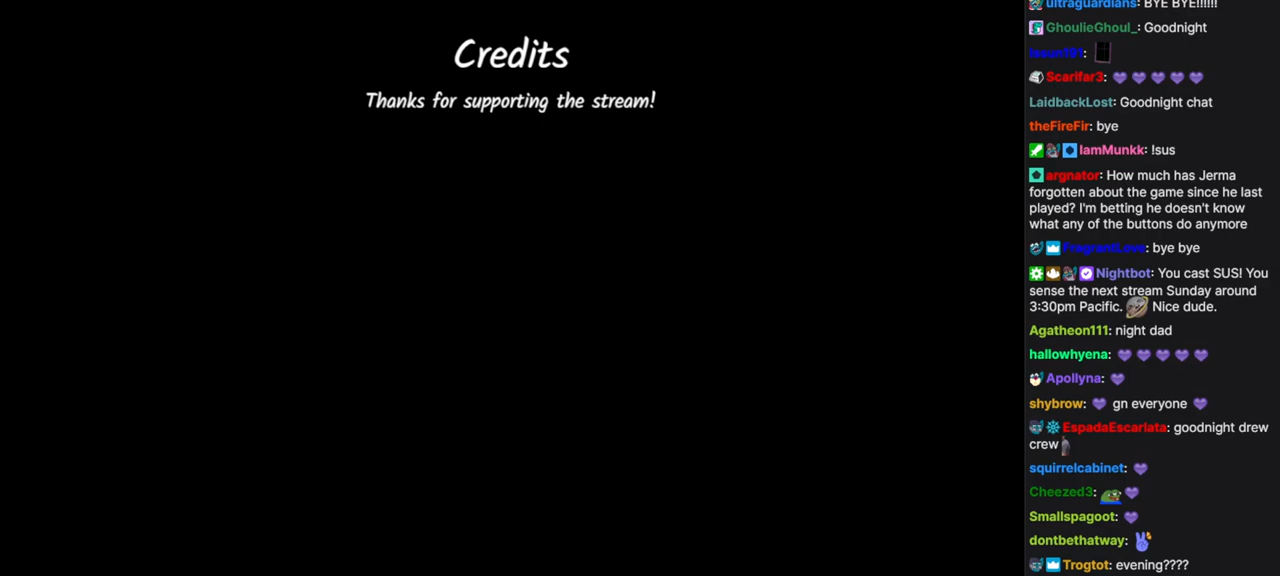 Credits
Thanks for supporting the stream!
ultraguardians: BYE BYE!!!!!!
GhoulieGhoul_: Goodnight
Scarifar3:
LaidbackLost: Goodnight chat
theFireFir: bye
IamMunkk: !sus
argnator: How much has Jerma
forgotten about the game since he last
played? I'm betting he doesn't know
what any of the buttons do anymore
FragrantLove: bye bye
Nightbot: You cast SUS! You
sense the next stream Sunday around
3:30pm Pacific. Nice dude.
Agatheon111: night dad
hallowhyena:
Apollyna:
shybrow: gn everyone
EspadaEscarlata: goodnight drew
crew
squirrelcabinet:
Cheezed3:
Smallspagoot:
dontbethatway:
Trogtot: evening????